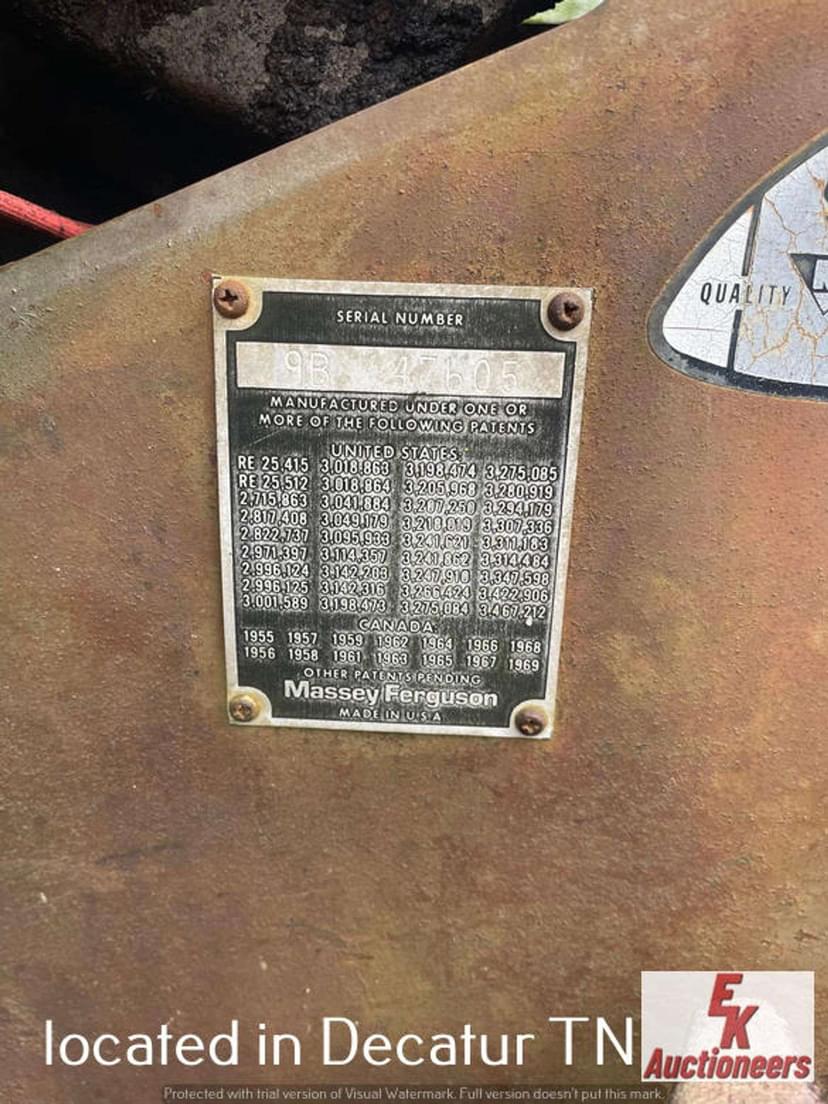 SERIAL NUMBER
9B 47605
MANUFACTURED UNDER ONE OR
MORE OF THE FOLLOWING PATENTS
UNITED STATES:
RE 25,415 3,018,863 3,198,474 3,275,085
RE 25,512 3,018,864 3,205,968 3,280,919
2,715,863 3,041,884 3,207,250 3,294,179
2,817,408 3,049,179 3,218,019 3,307,336
2,822,737 3,095,933 3,241,621 3,311,183
2,971,397 3,114,357 3,241,863 3,314,484
2,996,124 3,142,203 3,247,918 3,347,598
2,996,125 3,142,316 3,266,424 3,422,906
3,001,589 3,198,473 3,275,084 3,467,212
CANADA:
1955 1957 1959 1962 1964 1966 1968
1956 1958 1961 1963 1965 1967 1969
OTHER PATENTS PENDING
Massey Ferguson
MADE IN U.S.A
QUALITY
located in Decatur TN
EK
Auctioneers
Protected with trial version of Visual Watermark. Full version doesn't put this mark.